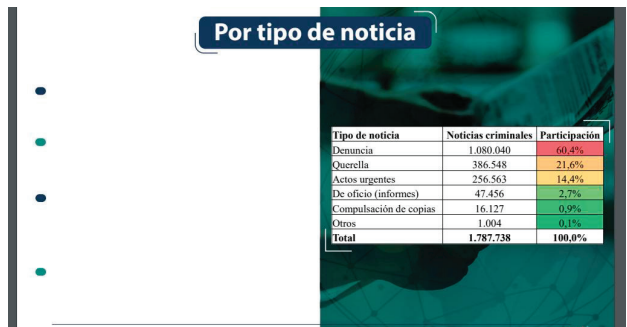 Por tipo de noticia
Tipo de noticia Noticias criminales Participación
Denuncia 1.080.040 60,4%
Querella 386.548 21,6%
Actos urgentes 256.563 14,4%
De oficio (informes) 47.456 2,7%
Compulsación de copias 16.127 0,9%
Otros 1.004 0,1%
Total 1.787.738 100,0%